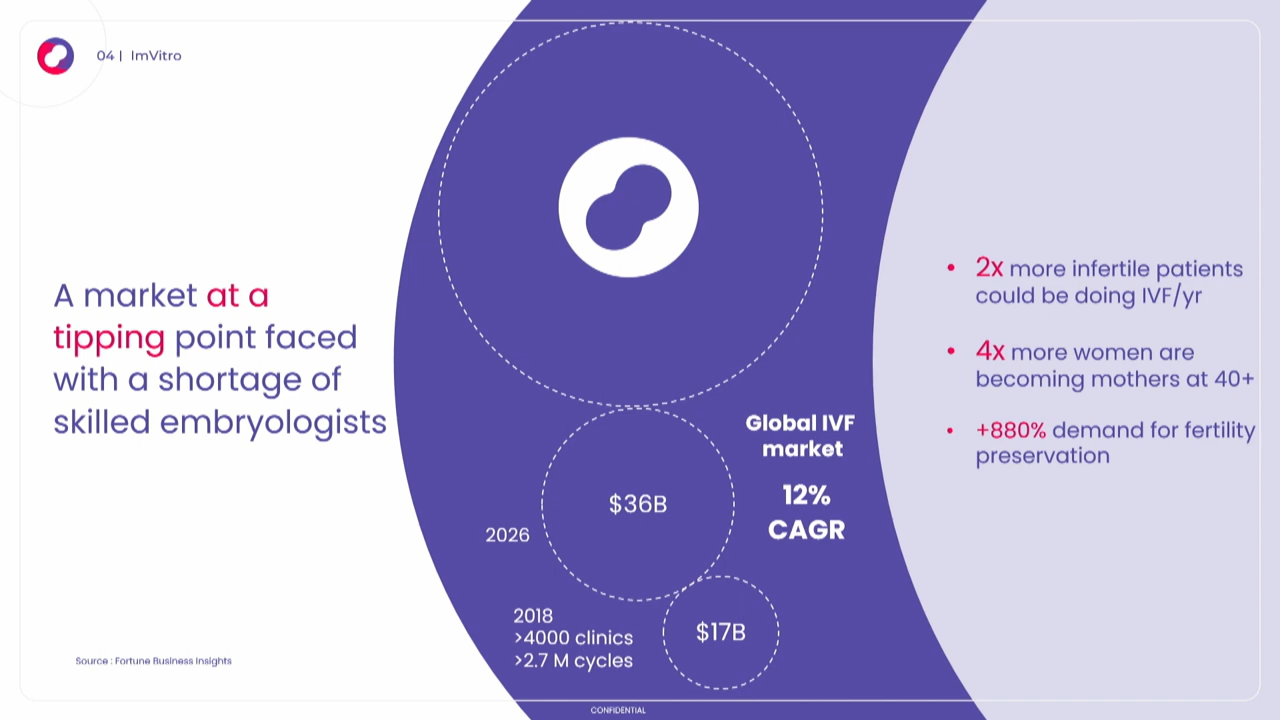 04 | ImVitro
A market at a
tipping point faced
with a shortage of
skilled embryologists
Source : Fortune Business Insights
Global IVF
market
12%
CAGR
$36B
2026
2018
>4000 clinics
>2.7 M cycles
$17B
• 2x more infertile patients
could be doing IVF/yr
• 4x more women are
becoming mothers at 40+
• +880% demand for fertility
preservation
CONFIDENTIAL